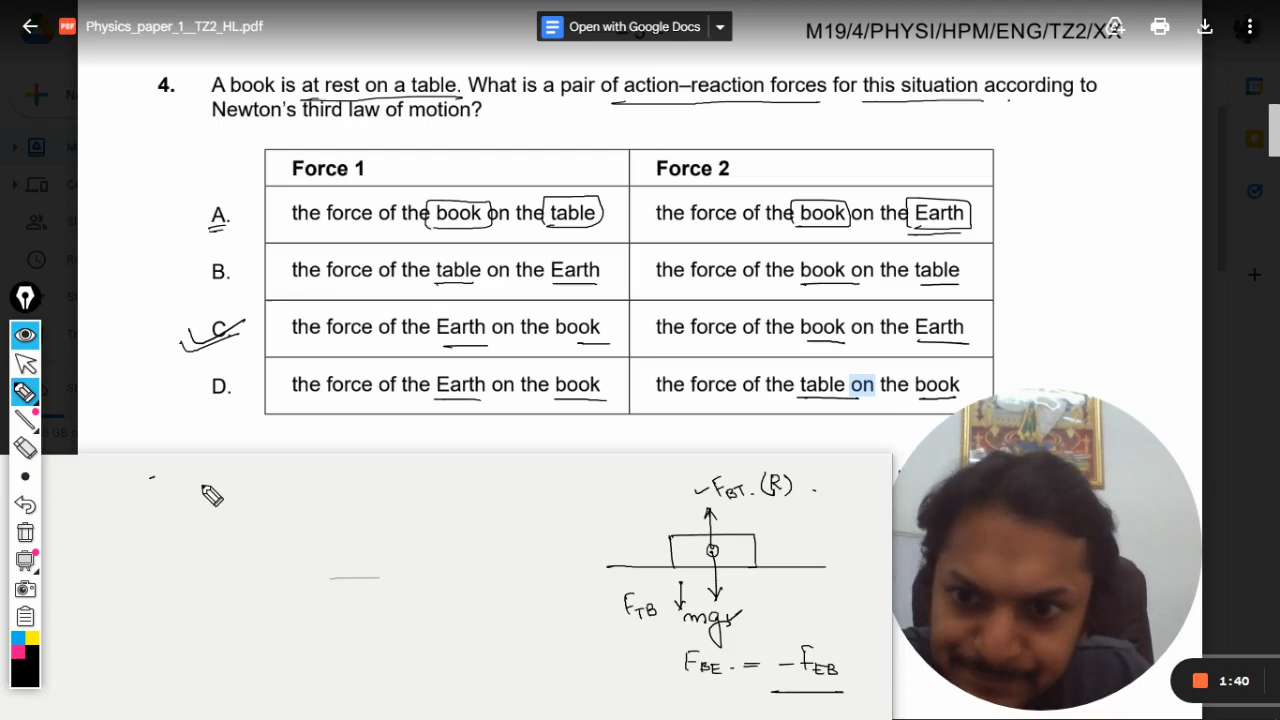 Physics_paper_1__TZ2_HL.pdf
Open with Google Docs
M19/4/PHYSI/HPM/ENG/TZ2/XX
4. A book is at rest on a table. What is a pair of action–reaction forces for this situation according to
Newton's third law of motion?
Force 1 Force 2
A. the force of the book on the table the force of the book on the Earth
B. the force of the table on the Earth the force of the book on the table
C. the force of the Earth on the book the force of the book on the Earth
D. the force of the Earth on the book the force of the table on the book
F_BT. (R)
F_TB mg
F_BE = -F_EB
1:40